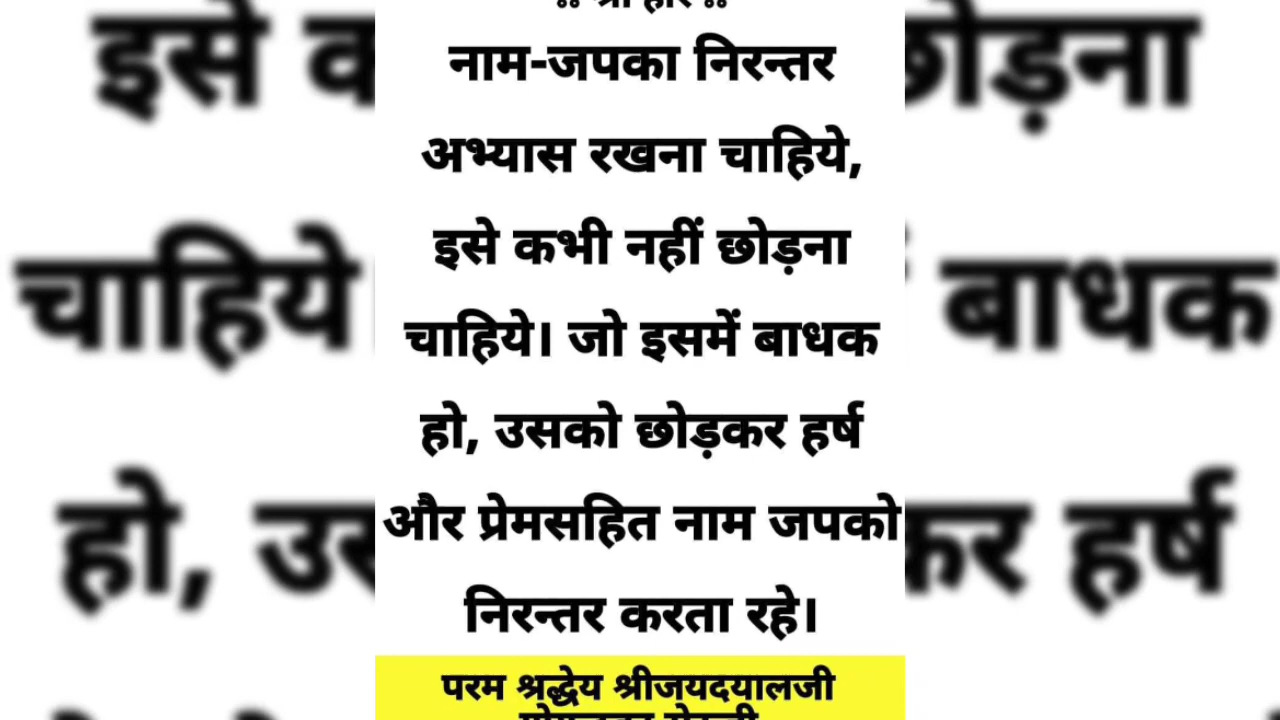 नाम-जपका निरन्तर
अभ्यास रखना चाहिये,
इसे कभी नहीं छोड़ना
चाहिये। जो इसमें बाधक
हो, उसको छोड़कर हर्ष
और प्रेमसहित नाम जपको
निरन्तर करता रहे।
परम श्रद्धेय श्रीजयदयालजी